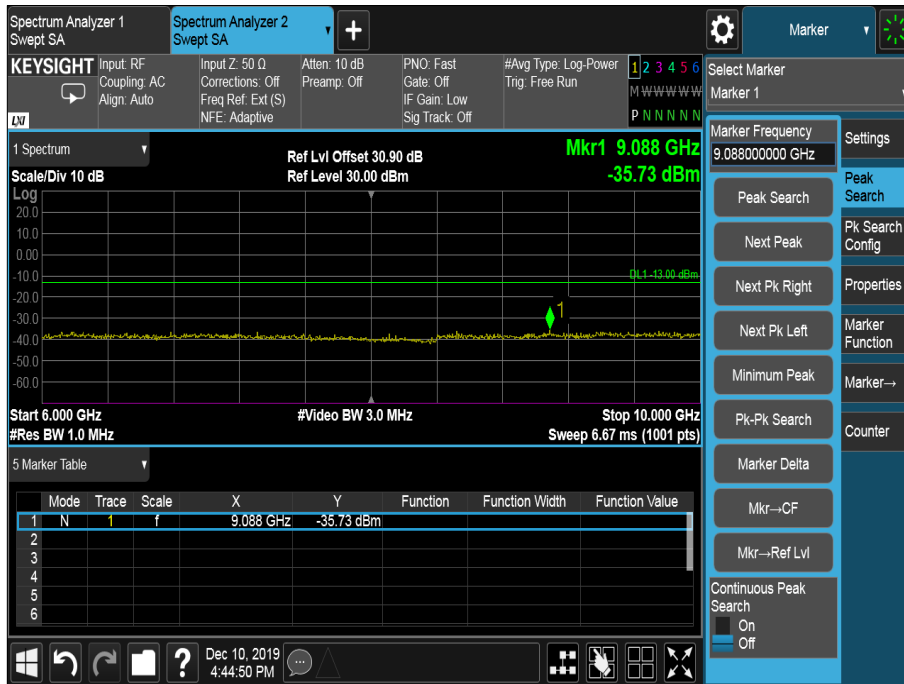 Spectrum Analyzer 1
Swept SA
Spectrum Analyzer 2
Swept SA
Marker
KEYSIGHT
LXI
Input: RF
Coupling: AC
Align: Auto
Input Z: 50 Ω
Corrections: Off
Freq Ref: Ext (S)
NFE: Adaptive
Atten: 10 dB
Preamp: Off
PNO: Fast
Gate: Off
IF Gain: Low
Sig Track: Off
#Avg Type: Log-Power
Trig: Free Run
1 2 3 4 5 6
M W W W W W
P N N N N N
Select Marker
Marker 1
1 Spectrum
Scale/Div 10 dB
Ref Lvl Offset 30.90 dB
Ref Level 30.00 dBm
Mkr1 9.088 GHz
-35.73 dBm
Log
20.0
10.0
0.00
-10.0
-20.0
-30.0
-40.0
-50.0
-60.0
DL1 -13.00 dBm
1
Start 6.000 GHz
#Res BW 1.0 MHz
#Video BW 3.0 MHz
Stop 10.000 GHz
Sweep 6.67 ms (1001 pts)
5 Marker Table
Mode Trace Scale X Y Function Function Width Function Value
1 N 1 f 9.088 GHz -35.73 dBm
2
3
4
5
6
Marker Frequency
9.088000000 GHz
Peak Search
Next Peak
Next Pk Right
Next Pk Left
Minimum Peak
Pk-Pk Search
Marker Delta
Mkr→CF
Mkr→Ref Lvl
Continuous Peak
Search
On
Off
Settings
Peak
Search
Pk Search
Config
Properties
Marker
Function
Marker→
Counter
?
Dec 10, 2019
4:44:50 PM